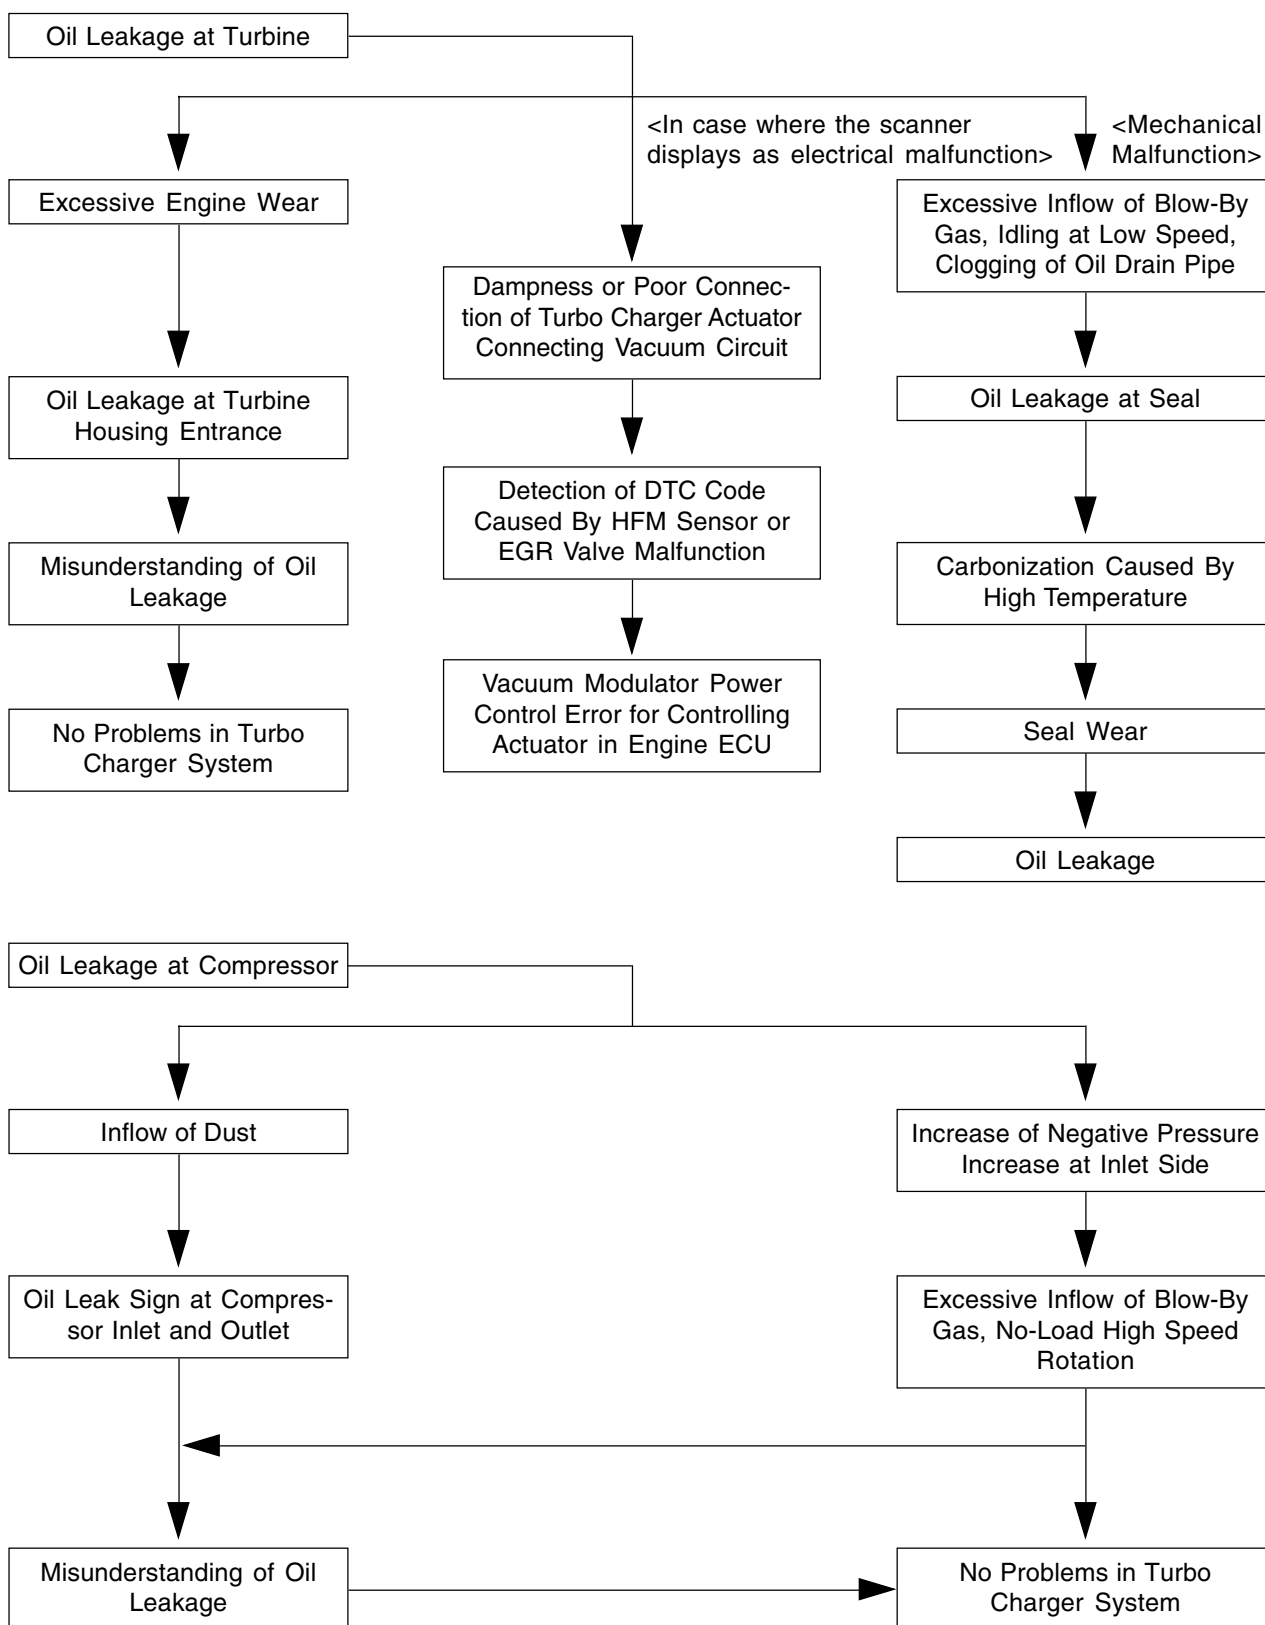 Oil Leakage at Turbine
<In case where the scanner
displays as electrical malfunction>
<Mechanical
Malfunction>
Excessive Engine Wear
Excessive Inflow of Blow-By
Gas, Idling at Low Speed,
Clogging of Oil Drain Pipe
Dampness or Poor Connec-
tion of Turbo Charger Actuator
Connecting Vacuum Circuit
Oil Leakage at Turbine
Housing Entrance
Oil Leakage at Seal
Detection of DTC Code
Caused By HFM Sensor or
EGR Valve Malfunction
Misunderstanding of Oil
Leakage
Carbonization Caused By
High Temperature
Vacuum Modulator Power
Control Error for Controlling
Actuator in Engine ECU
No Problems in Turbo
Charger System
Seal Wear
Oil Leakage
Oil Leakage at Compressor
Inflow of Dust
Increase of Negative Pressure
Increase at Inlet Side
Oil Leak Sign at Compres-
sor Inlet and Outlet
Excessive Inflow of Blow-By
Gas, No-Load High Speed
Rotation
Misunderstanding of Oil
Leakage
No Problems in Turbo
Charger System